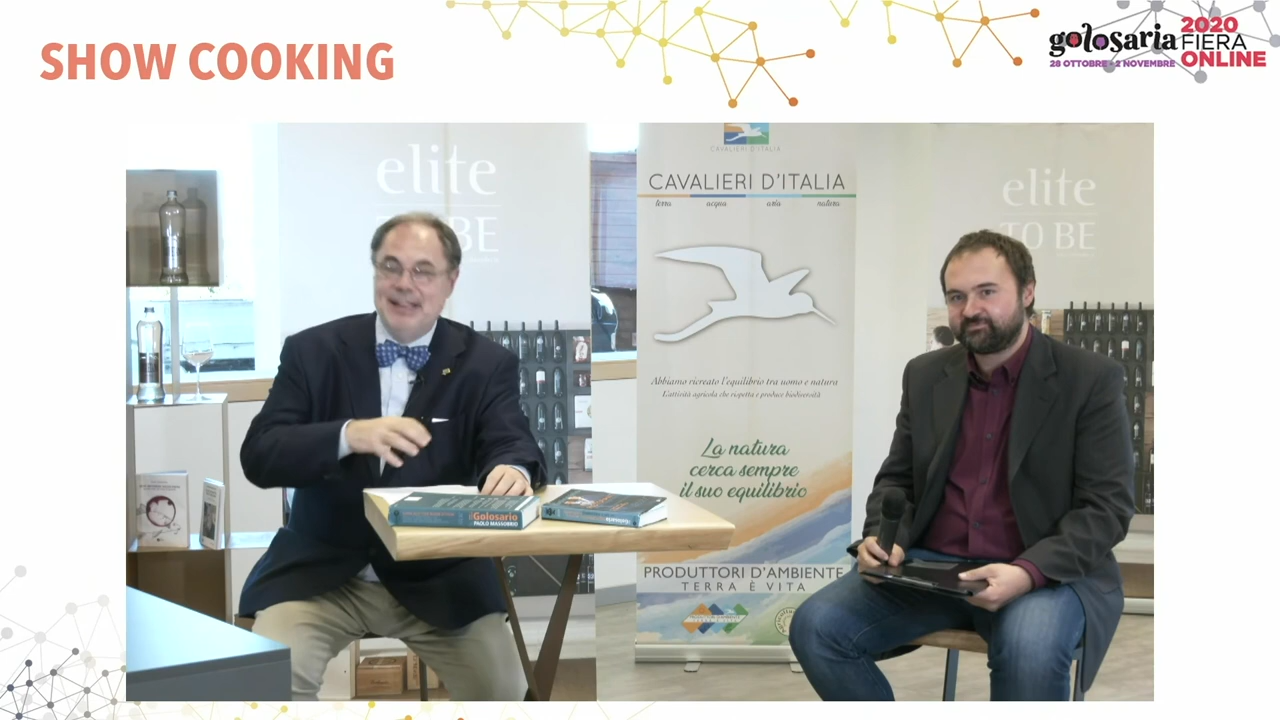 SHOW COOKING
golosaria
2020
FIERA
ONLINE
28 OTTOBRE • 2 NOVEMBRE
elite
TO BE
CAVALIERI D'ITALIA
CAVALIERI D'ITALIA
terra acqua aria natura
Abbiamo ricreato l'equilibrio tra uomo e natura
L'attività agricola che rispetta e produce biodiversità
La natura
cerca sempre
il suo equilibrio
PRODUTTORI D'AMBIENTE
TERRA È VITA
elite
TO BE
ilGolosario
PAOLO MASSOBRIO